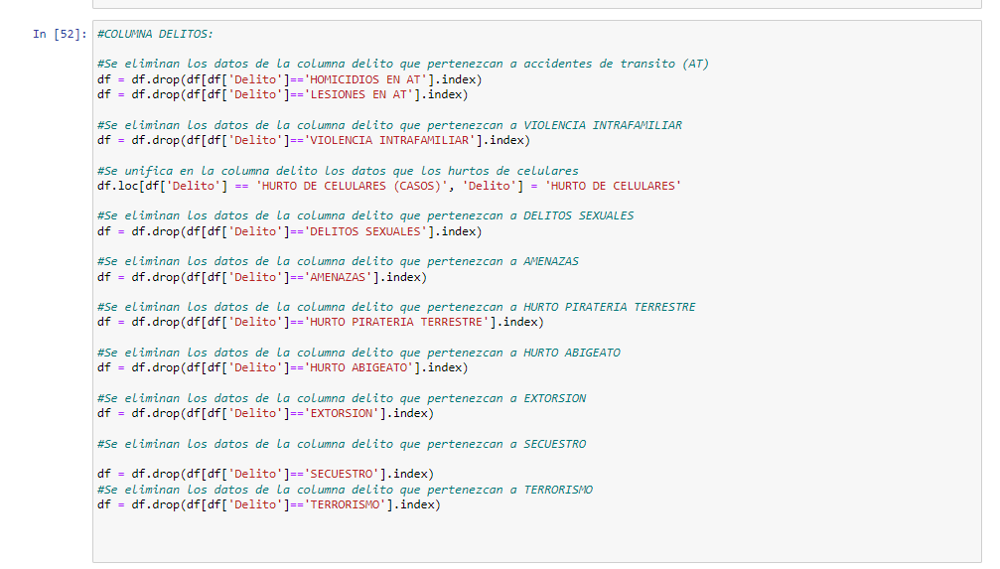 In [52]: #COLUMNA DELITOS:
#Se eliminan los datos de la columna delito que pertenezcan a accidentes de transito (AT)
df = df.drop(df[df['Delito']=='HOMICIDIOS EN AT'].index)
df = df.drop(df[df['Delito']=='LESIONES EN AT'].index)
#Se eliminan los datos de la columna delito que pertenezcan a VIOLENCIA INTRAFAMILIAR
df = df.drop(df[df['Delito']=='VIOLENCIA INTRAFAMILIAR'].index)
#Se unifica en la columna delito los datos que los hurtos de celulares
df.loc[df['Delito'] == 'HURTO DE CELULARES (CASOS)', 'Delito'] = 'HURTO DE CELULARES'
#Se eliminan los datos de la columna delito que pertenezcan a DELITOS SEXUALES
df = df.drop(df[df['Delito']=='DELITOS SEXUALES'].index)
#Se eliminan los datos de la columna delito que pertenezcan a AMENAZAS
df = df.drop(df[df['Delito']=='AMENAZAS'].index)
#Se eliminan los datos de la columna delito que pertenezcan a HURTO PIRATERIA TERRESTRE
df = df.drop(df[df['Delito']=='HURTO PIRATERIA TERRESTRE'].index)
#Se eliminan los datos de la columna delito que pertenezcan a HURTO ABIGEATO
df = df.drop(df[df['Delito']=='HURTO ABIGEATO'].index)
#Se eliminan los datos de la columna delito que pertenezcan a EXTORSION
df = df.drop(df[df['Delito']=='EXTORSION'].index)
#Se eliminan los datos de la columna delito que pertenezcan a SECUESTRO
df = df.drop(df[df['Delito']=='SECUESTRO'].index)
#Se eliminan los datos de la columna delito que pertenezcan a TERRORISMO
df = df.drop(df[df['Delito']=='TERRORISMO'].index)